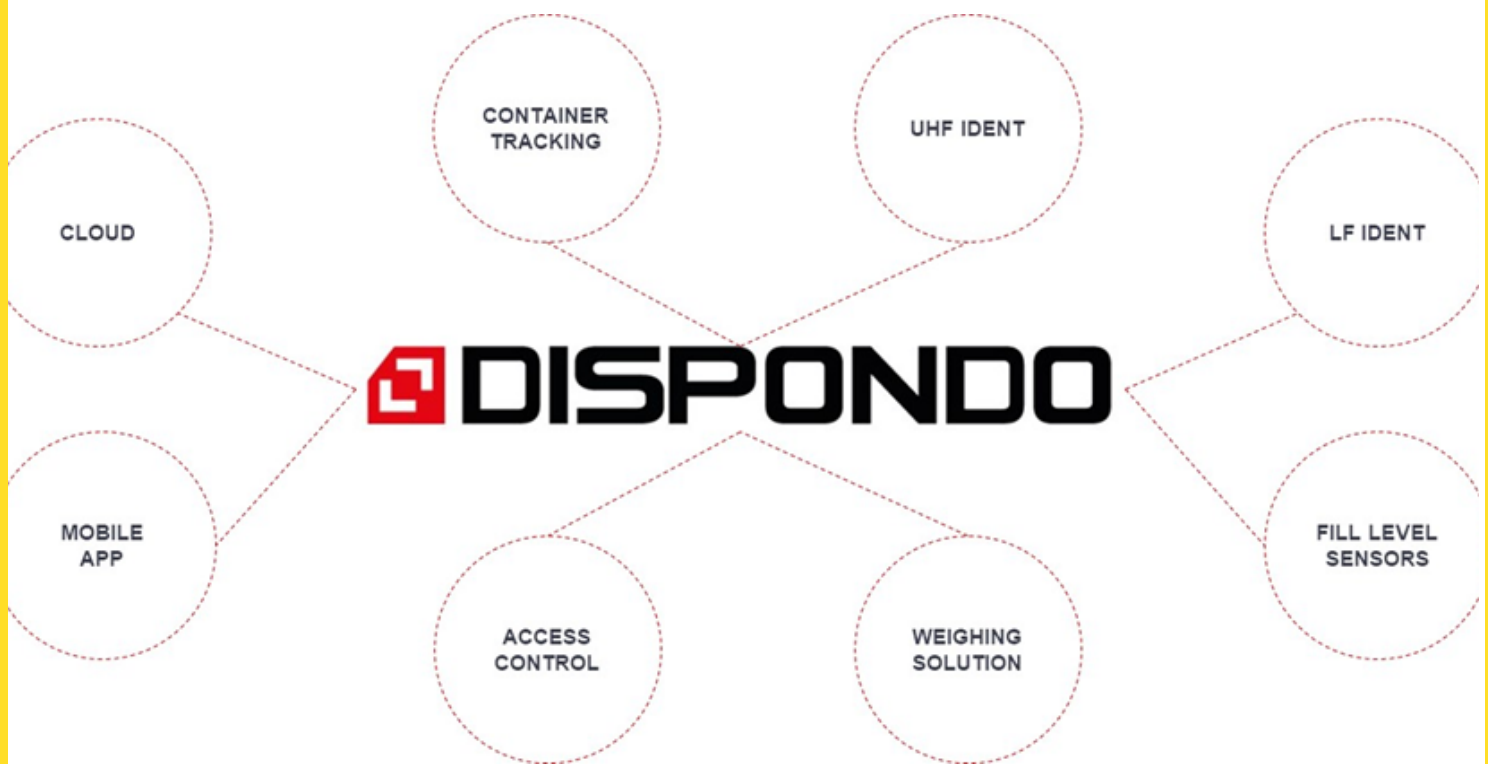 CONTAINER
TRACKING
UHF IDENT
CLOUD
LF IDENT
DISPONDO
MOBILE
APP
FILL LEVEL
SENSORS
ACCESS
CONTROL
WEIGHING
SOLUTION